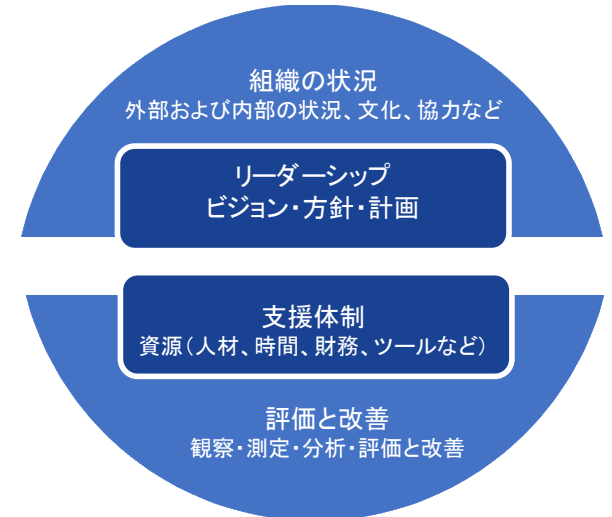 組織の状況
外部および内部の状況、文化、協力など
リーダーシップ
ビジョン・方針・計画
支援体制
資源（人材、時間、財務、ツールなど）
評価と改善
観察・測定・分析・評価と改善